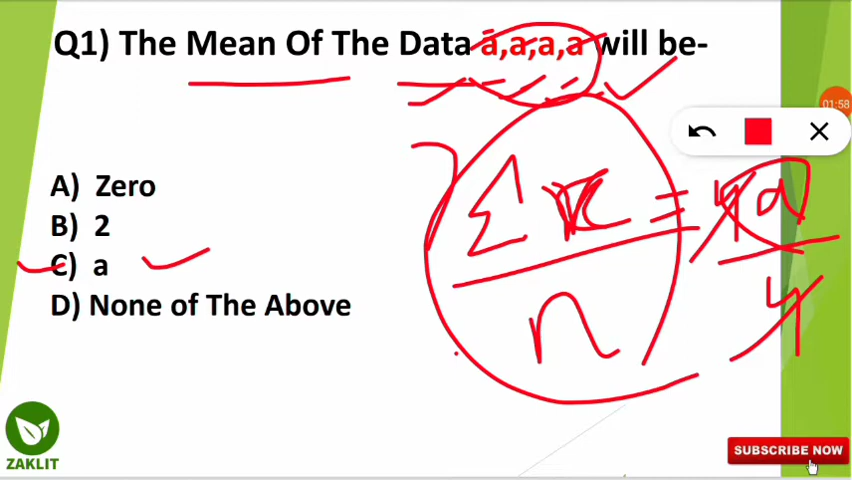 Q1) The Mean Of The Data a,a,a,a will be-
01:58
A) Zero
B) 2
C) a
D) None of The Above
Σx/n = 4a/4
ZAKLIT
SUBSCRIBE NOW